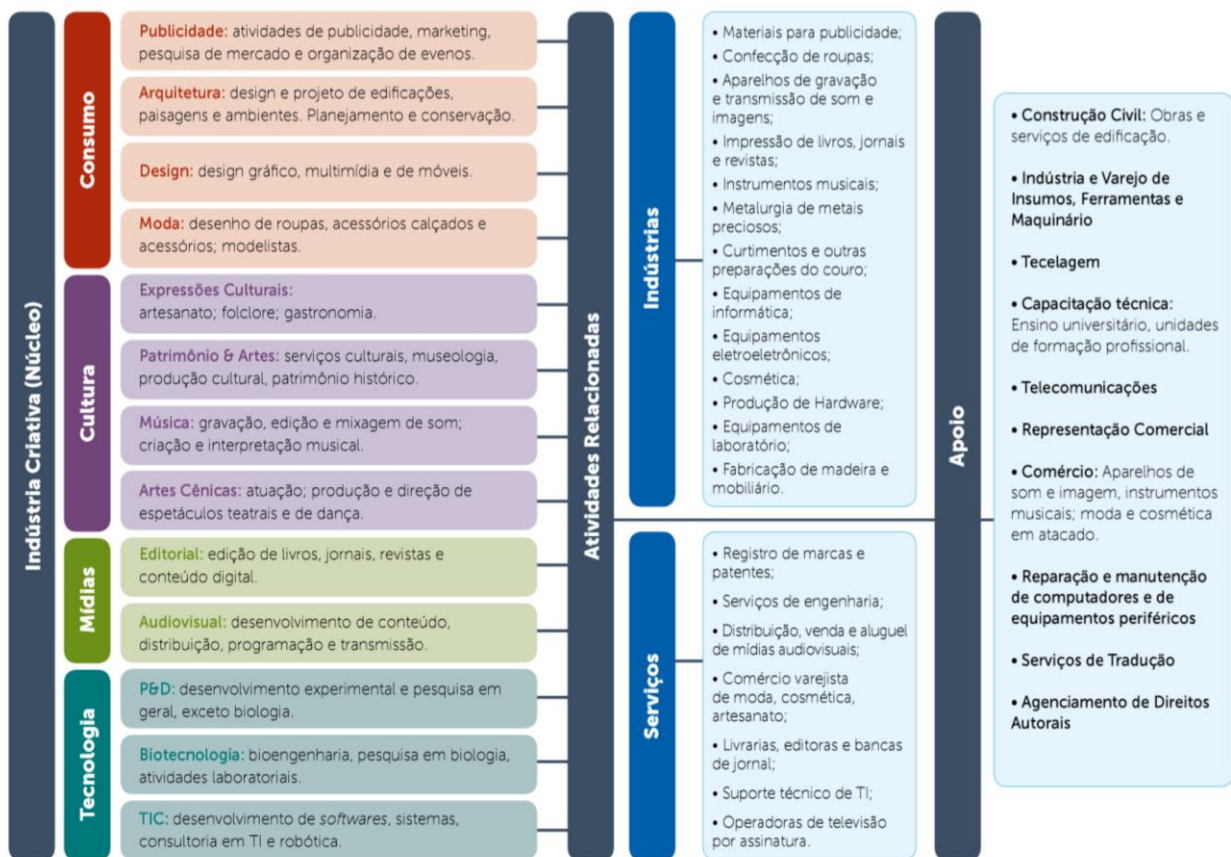 Indústria Criativa (Núcleo)
Consumo
Publicidade: atividades de publicidade, marketing,
pesquisa de mercado e organização de evenos.
Arquitetura: design e projeto de edificações,
paisagens e ambientes. Planejamento e conservação.
Design: design gráfico, multimídia e de móveis.
Moda: desenho de roupas, acessórios calçados e
acessórios; modelistas.
Cultura
Expressões Culturais:
artesanato; folclore; gastronomia.
Patrimônio & Artes: serviços culturais, museologia,
produção cultural, patrimônio histórico.
Música: gravação, edição e mixagem de som;
criação e interpretação musical.
Artes Cênicas: atuação; produção e direção de
espetáculos teatrais e de dança.
Mídias
Editorial: edição de livros, jornais, revistas e
conteúdo digital.
Audiovisual: desenvolvimento de conteúdo,
distribuição, programação e transmissão.
Tecnologia
P&D: desenvolvimento experimental e pesquisa em
geral, exceto biologia.
Biotecnologia: bioengenharia, pesquisa em biologia,
atividades laboratoriais.
TIC: desenvolvimento de softwares, sistemas,
consultoria em TI e robótica.
Atividades Relacionadas
Indústrias
• Materiais para publicidade;
• Confecção de roupas;
• Aparelhos de gravação
e transmissão de som e
imagens;
• Impressão de livros, jornais
e revistas;
• Instrumentos musicais;
• Metalurgia de metais
preciosos;
• Curtimentos e outras
preparações do couro;
• Equipamentos de
informática;
• Equipamentos
eletroeletrônicos;
• Cosmética;
• Produção de Hardware;
• Equipamentos de
laboratório;
• Fabricação de madeira e
mobiliário.
Serviços
• Registro de marcas e
patentes;
• Serviços de engenharia;
• Distribuição, venda e aluguel
de mídias audiovisuais;
• Comércio varejista
de moda, cosmética,
artesanato;
• Livrarias, editoras e bancas
de jornal;
• Suporte técnico de TI;
• Operadoras de televisão
por assinatura.
Apoio
• Construção Civil: Obras e
serviços de edificação.
• Indústria e Varejo de
Insumos, Ferramentas e
Maquinário
• Tecelagem
• Capacitação técnica:
Ensino universitário, unidades
de formação profissional.
• Telecomunicações
• Representação Comercial
• Comércio: Aparelhos de
som e imagem, instrumentos
musicais; moda e cosmética
em atacado.
• Reparação e manutenção
de computadores e de
equipamentos periféricos
• Serviços de Tradução
• Agenciamento de Direitos
Autorais